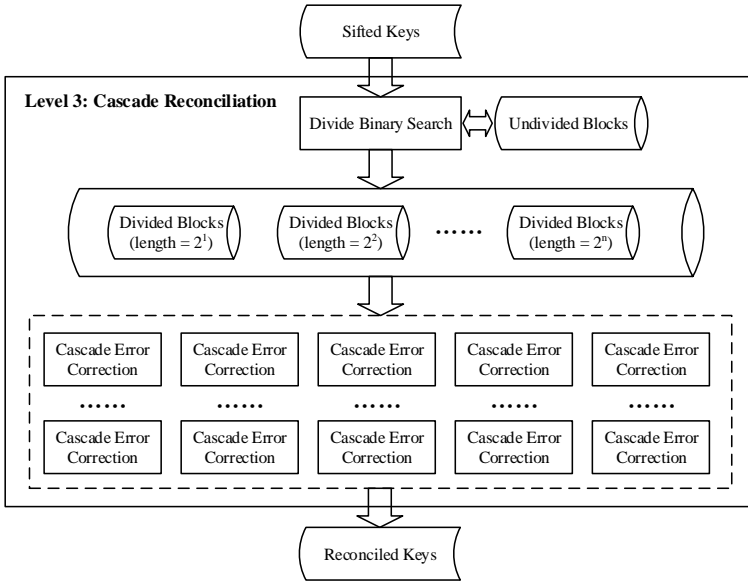 Sifted Keys
Level 3: Cascade Reconciliation
Divide Binary Search
Undivided Blocks
Divided Blocks
(length = 2¹)
Divided Blocks
(length = 2²)
……
Divided Blocks
(length = 2ⁿ)
Cascade Error
Correction
Cascade Error
Correction
Cascade Error
Correction
Cascade Error
Correction
Cascade Error
Correction
……
……
……
……
……
Cascade Error
Correction
Cascade Error
Correction
Cascade Error
Correction
Cascade Error
Correction
Cascade Error
Correction
Reconciled Keys